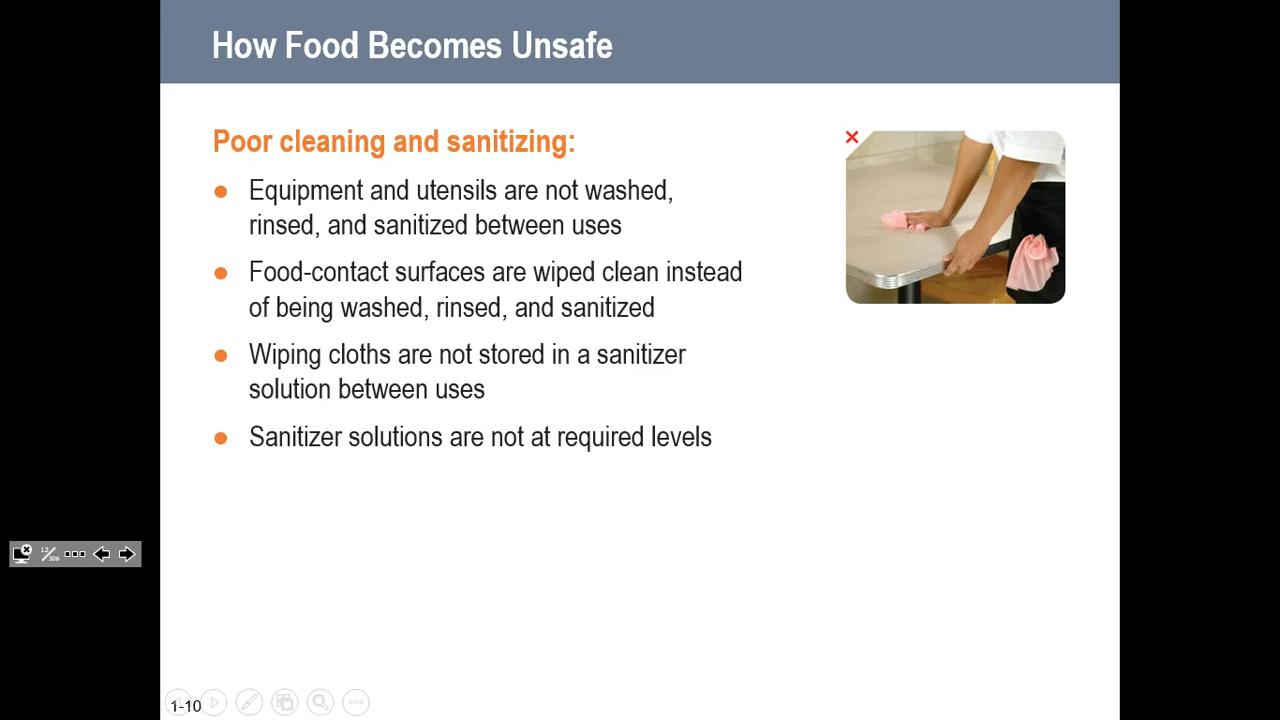 How Food Becomes Unsafe
Poor cleaning and sanitizing:
Equipment and utensils are not washed,
rinsed, and sanitized between uses
Food-contact surfaces are wiped clean instead
of being washed, rinsed, and sanitized
Wiping cloths are not stored in a sanitizer
solution between uses
Sanitizer solutions are not at required levels
12/306
1-10